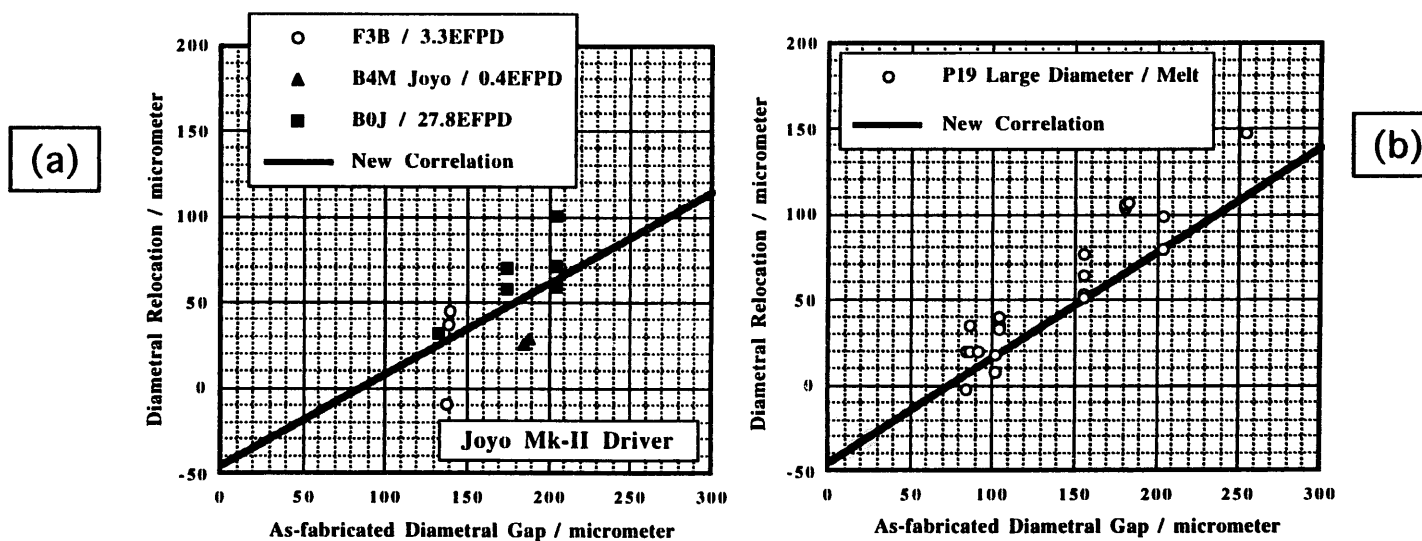 (a)
200
150
100
50
0
-50
Diametral Relocation / micrometer
F3B / 3.3EFPD
B4M Joyo / 0.4EFPD
B0J / 27.8EFPD
New Correlation
Joyo Mk-II Driver
0 50 100 150 200 250 300
As-fabricated Diametral Gap / micrometer
200
150
100
50
0
-50
Diametral Relocation / micrometer
P19 Large Diameter / Melt
New Correlation
0 50 100 150 200 250 300
As-fabricated Diametral Gap / micrometer
(b)